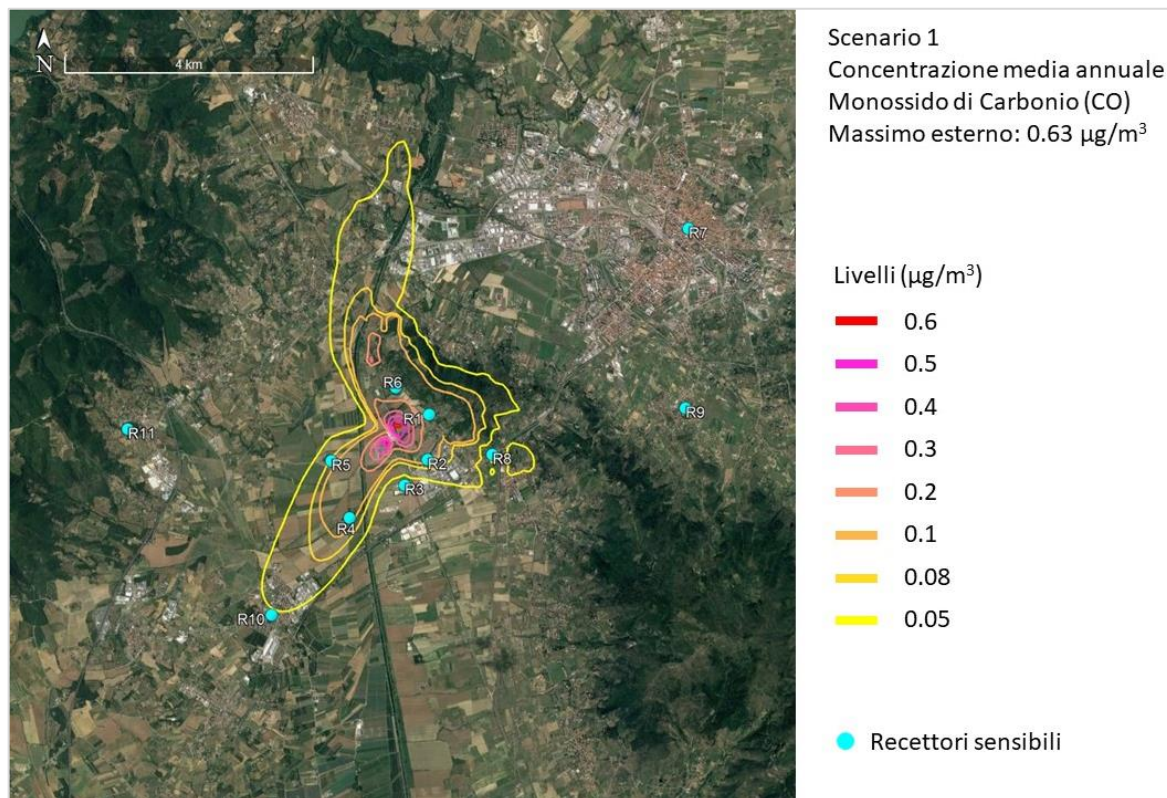 Scenario 1
Concentrazione media annuale
Monossido di Carbonio (CO)
Massimo esterno: 0.63 µg/m³
N
4 km
R7
R6
R1
R9
R11
R5
R2
R8
R3
R4
R10
Livelli (µg/m³)
0.6
0.5
0.4
0.3
0.2
0.1
0.08
0.05
Recettori sensibili